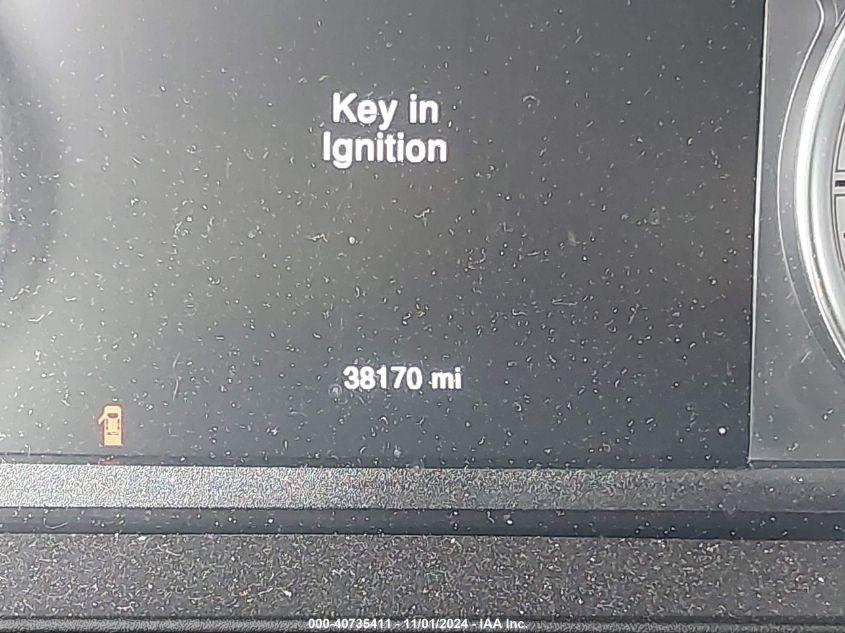 Key in
Ignition
38170 mi
000-40735411 - 11/01/2024 - IAA Inc.